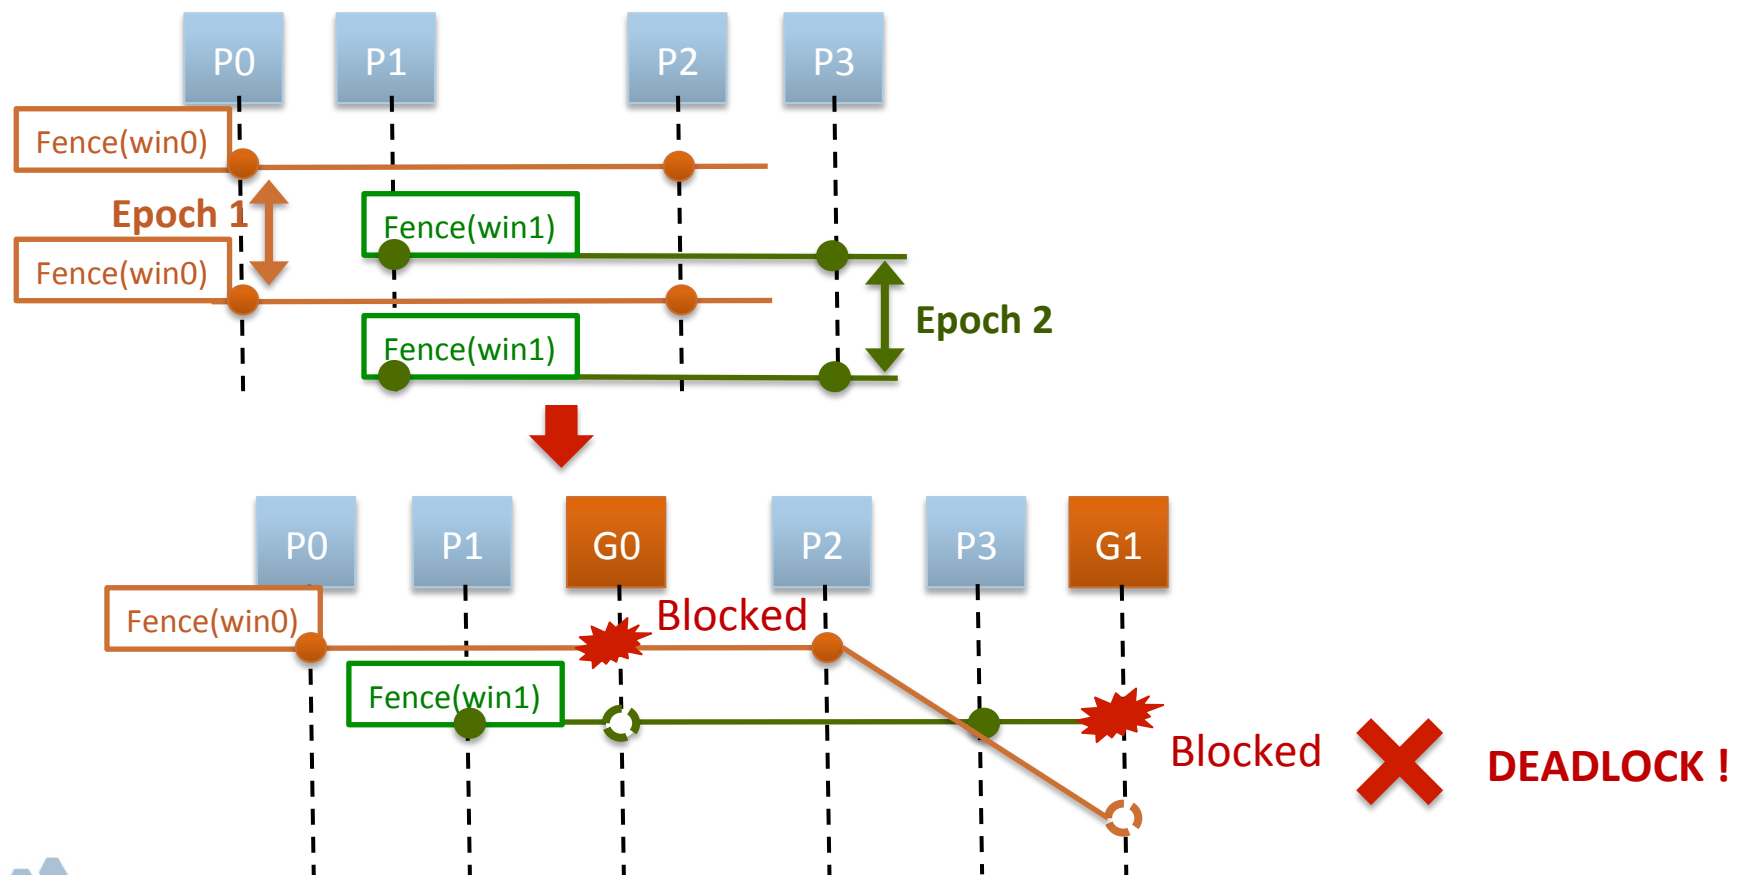 P0 P1 P2 P3
Fence(win0)
Epoch 1
Fence(win1)
Fence(win0)
Epoch 2
Fence(win1)
P0 P1 G0 P2 P3 G1
Fence(win0)
Blocked
Fence(win1)
Blocked
DEADLOCK !